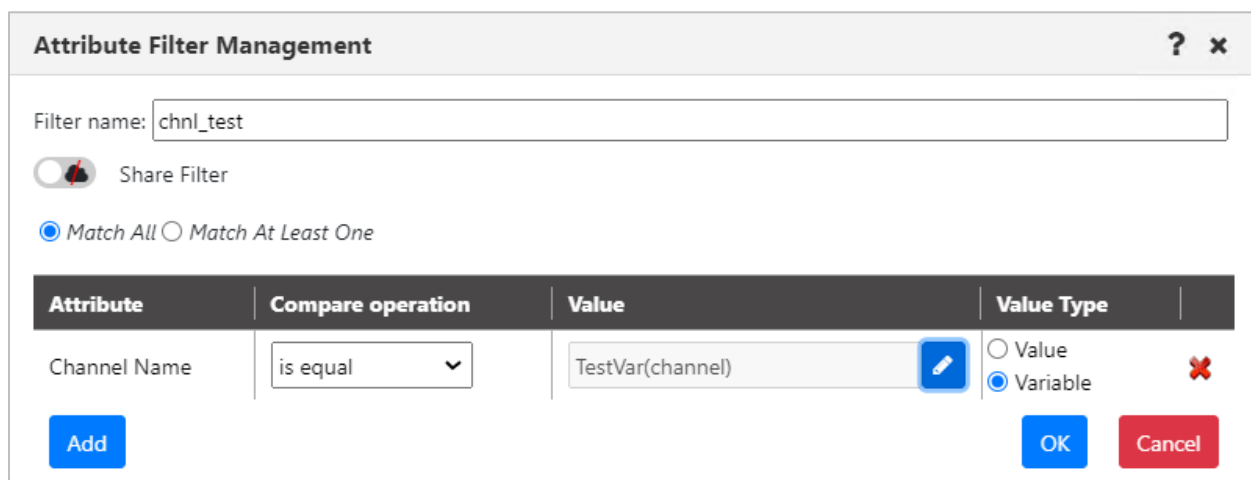 Attribute Filter Management ? ×
Filter name: chnl_test
Share Filter
Match All Match At Least One
Attribute Compare operation Value Value Type
Channel Name is equal TestVar(channel) Value
Variable
Add OK Cancel